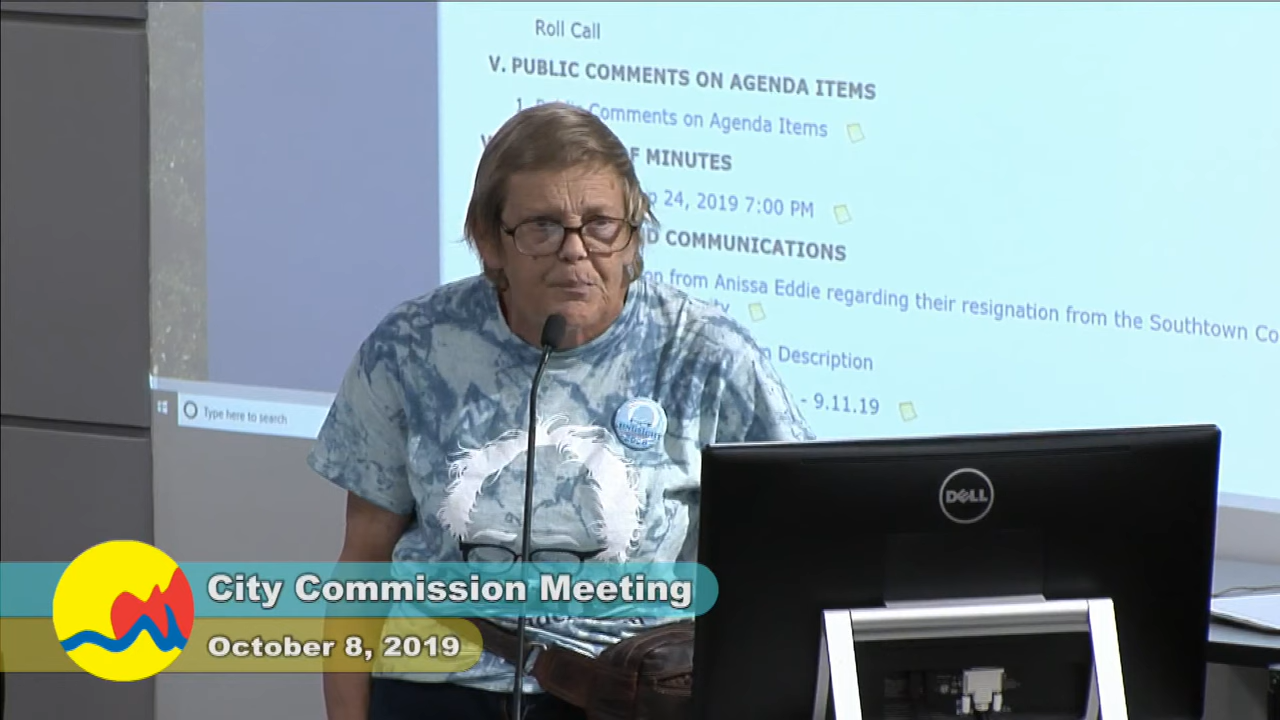 Roll Call
V. PUBLIC COMMENTS ON AGENDA ITEMS
1. Comments on Agenda Items
F MINUTES
24, 2019 7:00 PM
D COMMUNICATIONS
on from Anissa Eddie regarding their resignation from the Southtown Co
Description
- 9.11.19
Type here to search
DELL
City Commission Meeting
October 8, 2019